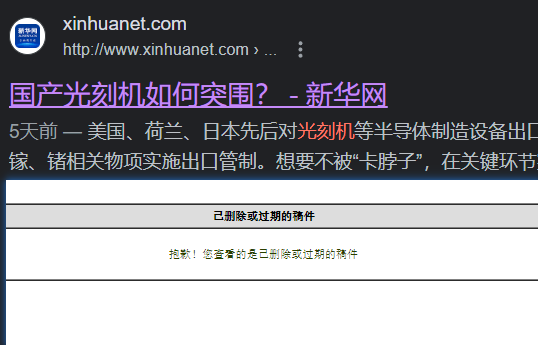 新华网
xinhuanet.com
http://www.xinhuanet.com › ...
国产光刻机如何突围? - 新华网
5天前 — 美国、荷兰、日本先后对光刻机等半导体制造设备出口
镓、锗相关物项实施出口管制。想要不被“卡脖子”，在关键环节
已删除或过期的稿件
抱歉！您查看的是已删除或过期的稿件